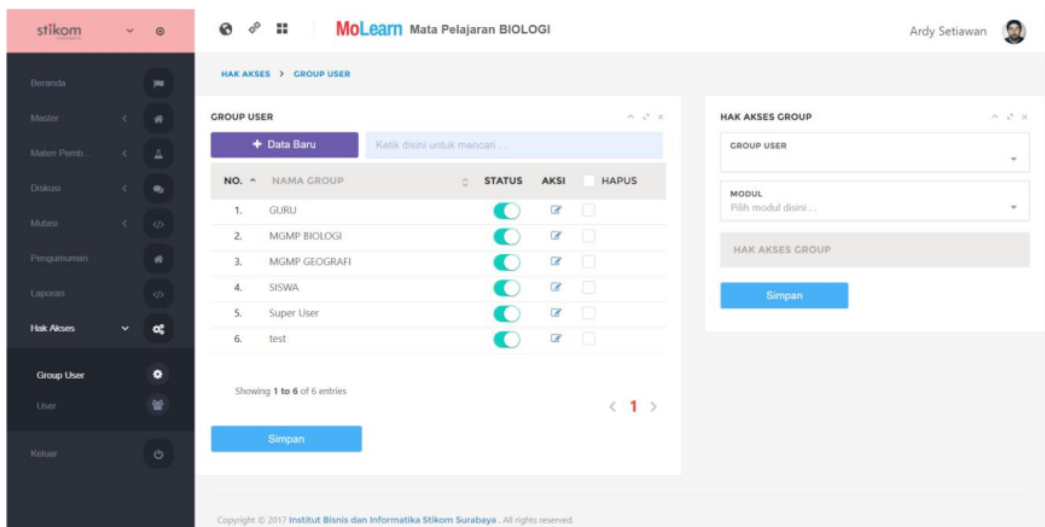 stikom
SURABAYA
MoLearn Mata Pelajaran BIOLOGI
Ardy Setiawan
Beranda
Master
Materi Pemb ...
Diskusi
Mutasi
Pengumuman
Laporan
Hak Akses
Group User
User
Keluar
HAK AKSES > GROUP USER
GROUP USER
+ Data Baru
Ketik disini untuk mencari . . .
NO. NAMA GROUP STATUS AKSI HAPUS
1. GURU
2. MGMP BIOLOGI
3. MGMP GEOGRAFI
4. SISWA
5. Super User
6. test
Showing 1 to 6 of 6 entries
< 1 >
Simpan
HAK AKSES GROUP
GROUP USER
MODUL
Pilih modul disini . .
HAK AKSES GROUP
Simpan
Copyright © 2017 Institut Bisnis dan Informatika Stikom Surabaya . All rights reserved.